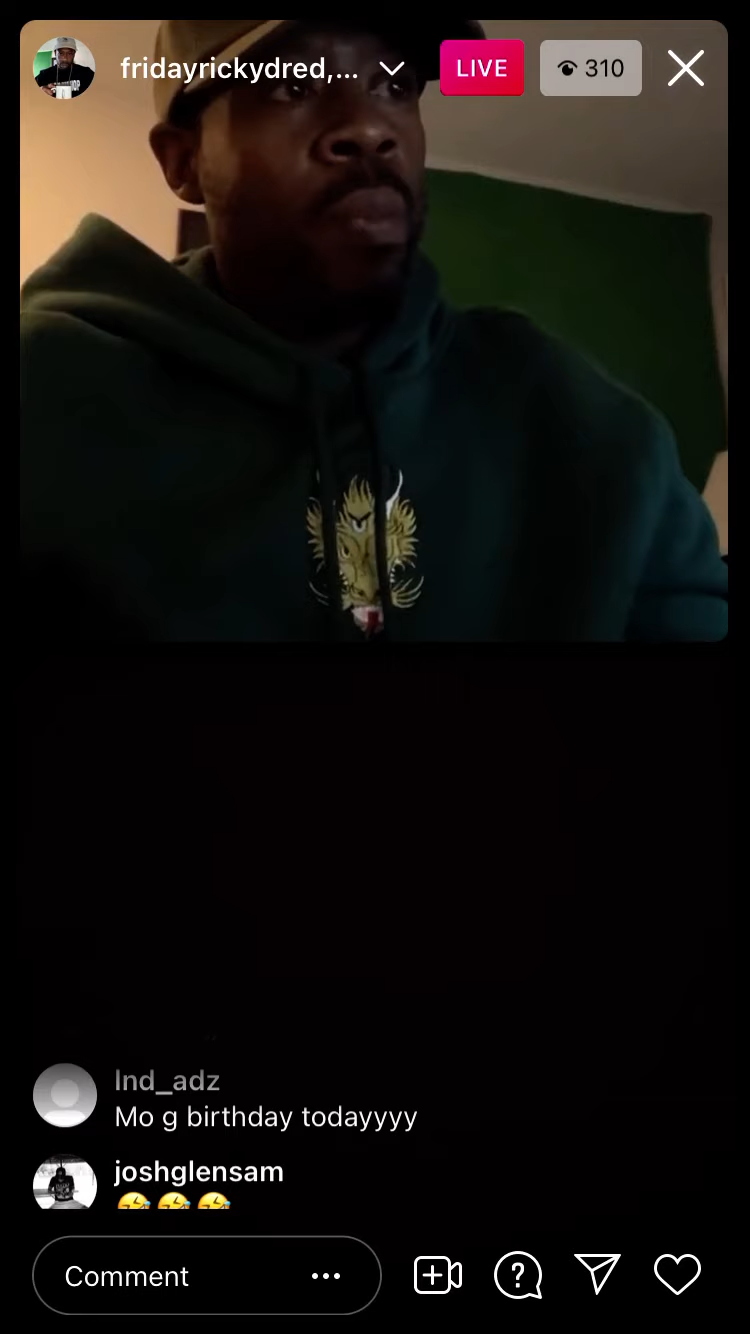 fridayrickydred,...
LIVE
310
lnd_adz
Mo g birthday todayyyy
joshglensam
🤣🤣🤣
Comment